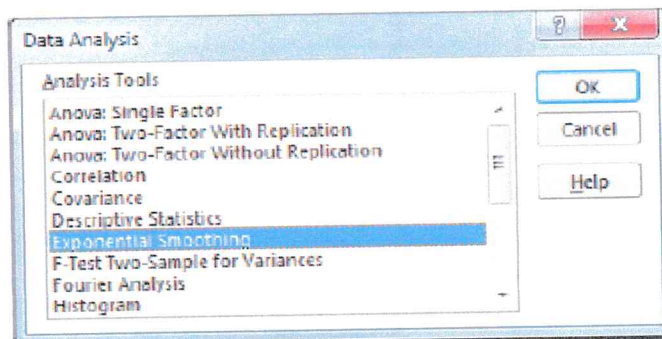 Data Analysis
?
X
Analysis Tools
Anova: Single Factor
Anova: Two-Factor With Replication
Anova: Two-Factor Without Replication
Correlation
Covariance
Descriptive Statistics
Exponential Smoothing
F-Test Two-Sample for Variances
Fourier Analysis
Histogram
OK
Cancel
Help